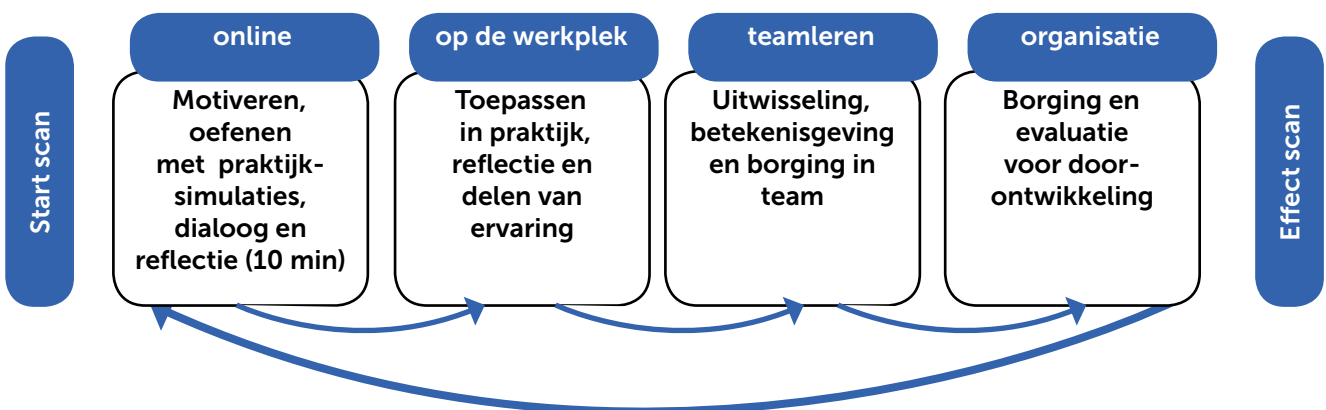 Start scan
online
Motiveren,
oefenen
met praktijk-
simulaties,
dialoog en
reflectie (10 min)
op de werkplek
Toepassen
in praktijk,
reflectie en
delen van
ervaring
teamleren
Uitwisseling,
betekenisgeving
en borging in
team
organisatie
Borging en
evaluatie
voor door-
ontwikkeling
Effect scan